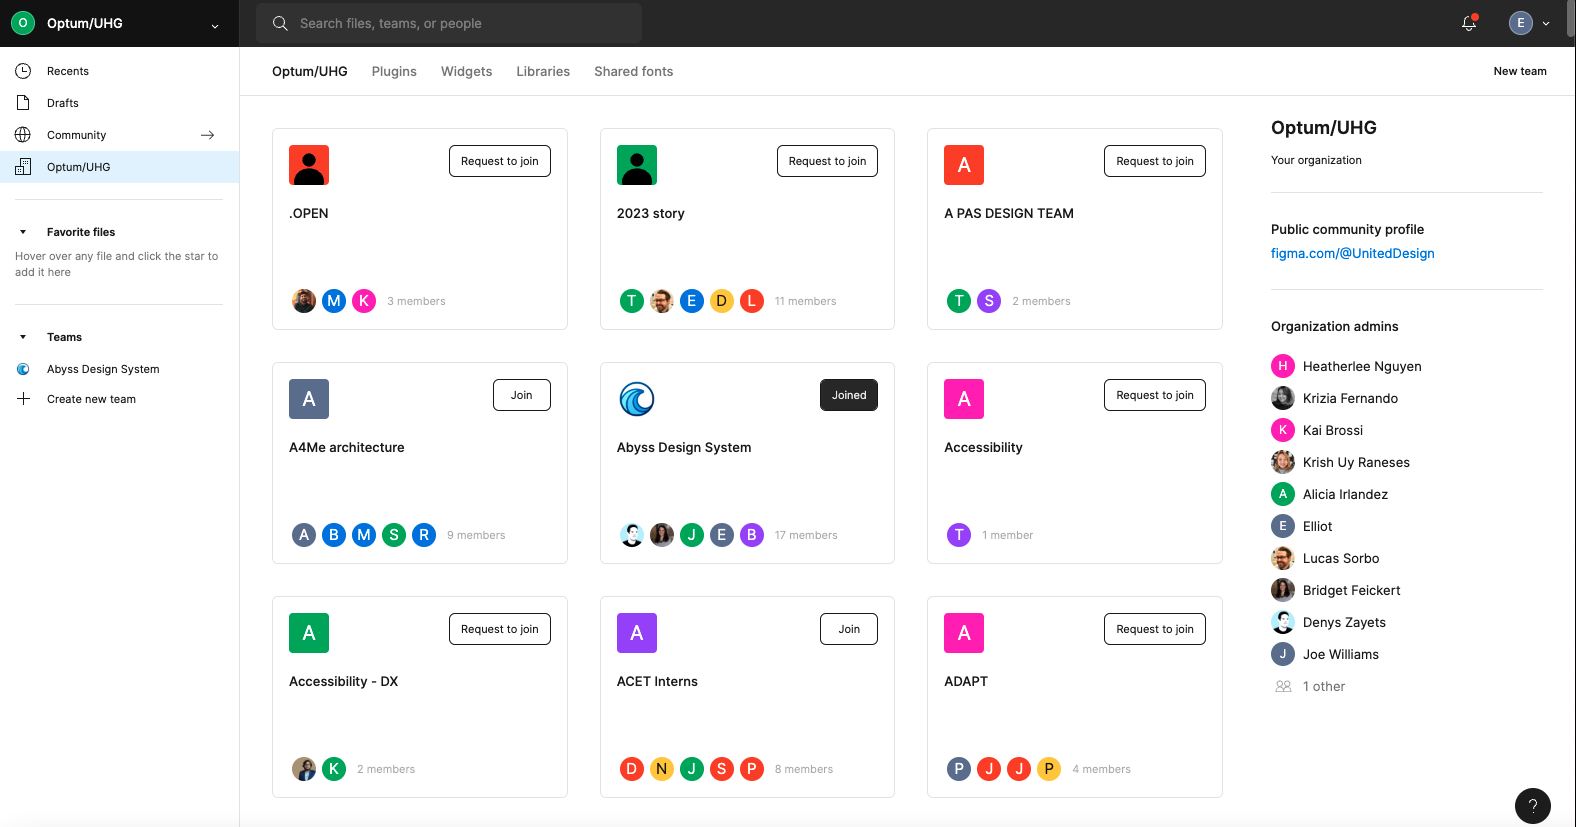 O Optum/UHG
Search files, teams, or people
E
Recents
Drafts
Community
Optum/UHG
Favorite files
Hover over any file and click the star to
add it here
Teams
Abyss Design System
Create new team
Optum/UHG Plugins Widgets Libraries Shared fonts
New team
Request to join
.OPEN
M K 3 members
Request to join
2023 story
T E D L 11 members
A Request to join
A PAS DESIGN TEAM
T S 2 members
A Join
A4Me architecture
A B M S R 9 members
Joined
Abyss Design System
J E B 17 members
A Request to join
Accessibility
T 1 member
A Request to join
Accessibility - DX
K 2 members
A Join
ACET Interns
D N J S P 8 members
A Request to join
ADAPT
P J J P 4 members
Optum/UHG
Your organization
Public community profile
figma.com/@UnitedDesign
Organization admins
H Heatherlee Nguyen
Krizia Fernando
K Kai Brossi
Krish Uy Raneses
A Alicia Irlandez
E Elliot
Lucas Sorbo
Bridget Feickert
Denys Zayets
J Joe Williams
1 other
?